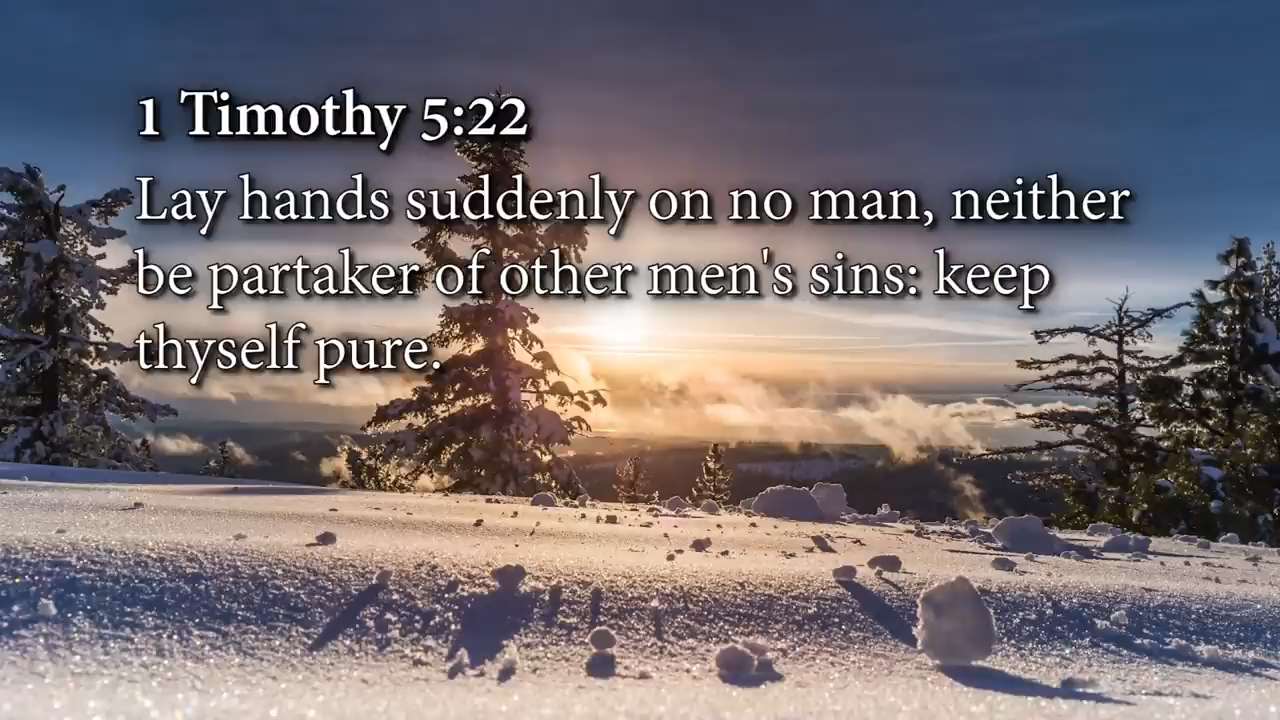 1 Timothy 5:22
Lay hands suddenly on no man, neither
be partaker of other men's sins: keep
thyself pure.